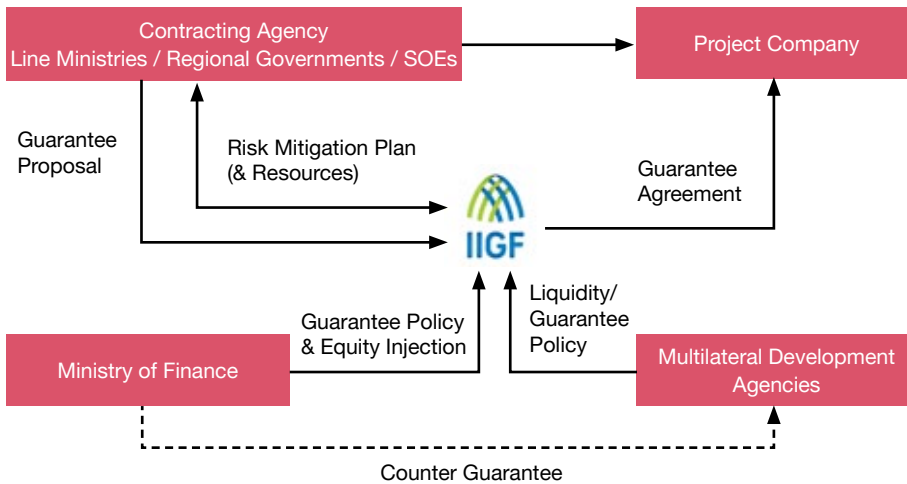 Contracting Agency
Line Ministries / Regional Governments / SOEs
Project Company
Guarantee
Proposal
Risk Mitigation Plan
(& Resources)
Guarantee
Agreement
IIGF
Guarantee Policy
& Equity Injection
Liquidity/
Guarantee
Policy
Ministry of Finance
Multilateral Development
Agencies
Counter Guarantee